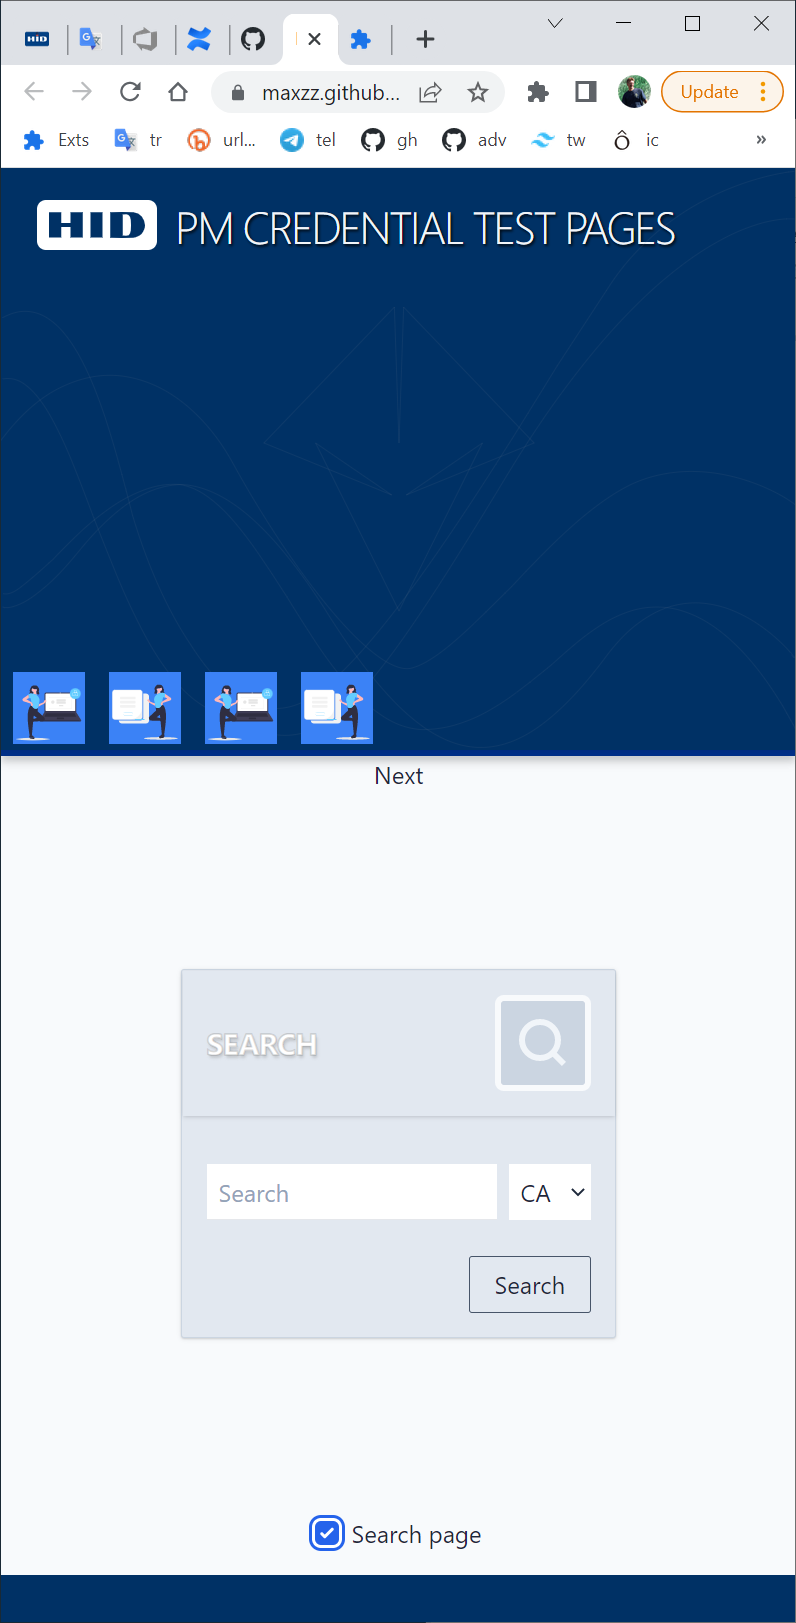 HID
maxzz.github...
Update
Exts tr url... tel gh adv tw ic »
HID PM CREDENTIAL TEST PAGES
Next
SEARCH
Search CA
Search
Search page